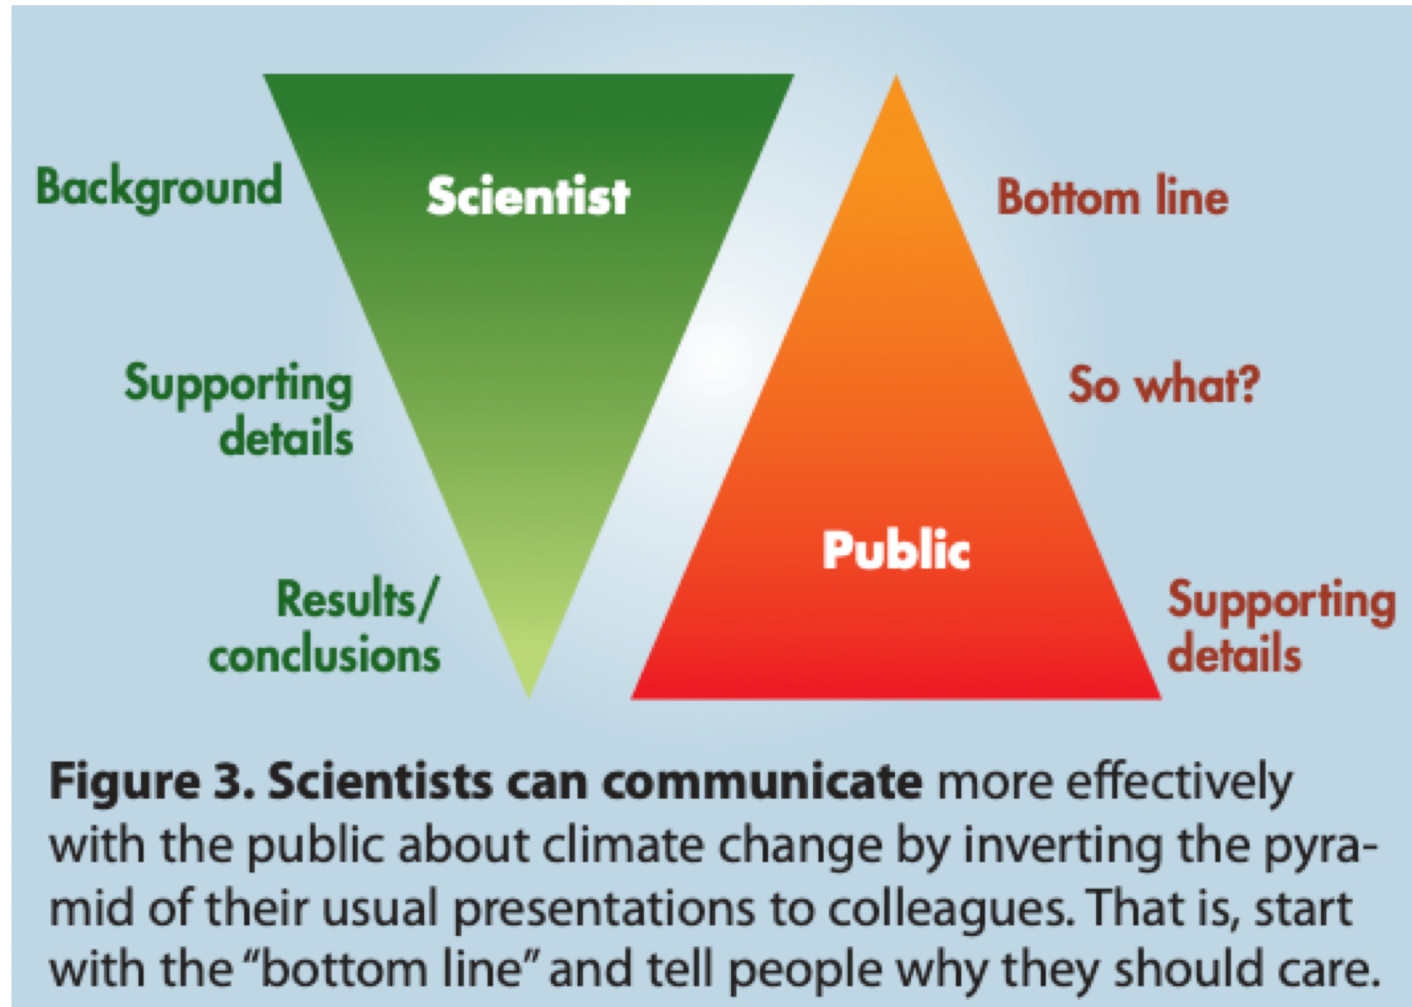 Background
Supporting
details
Results/
conclusions
Scientist
Public
Bottom line
So what?
Supporting
details
Figure 3. Scientists can communicate more effectively
with the public about climate change by inverting the pyra-
mid of their usual presentations to colleagues. That is, start
with the “bottom line” and tell people why they should care.